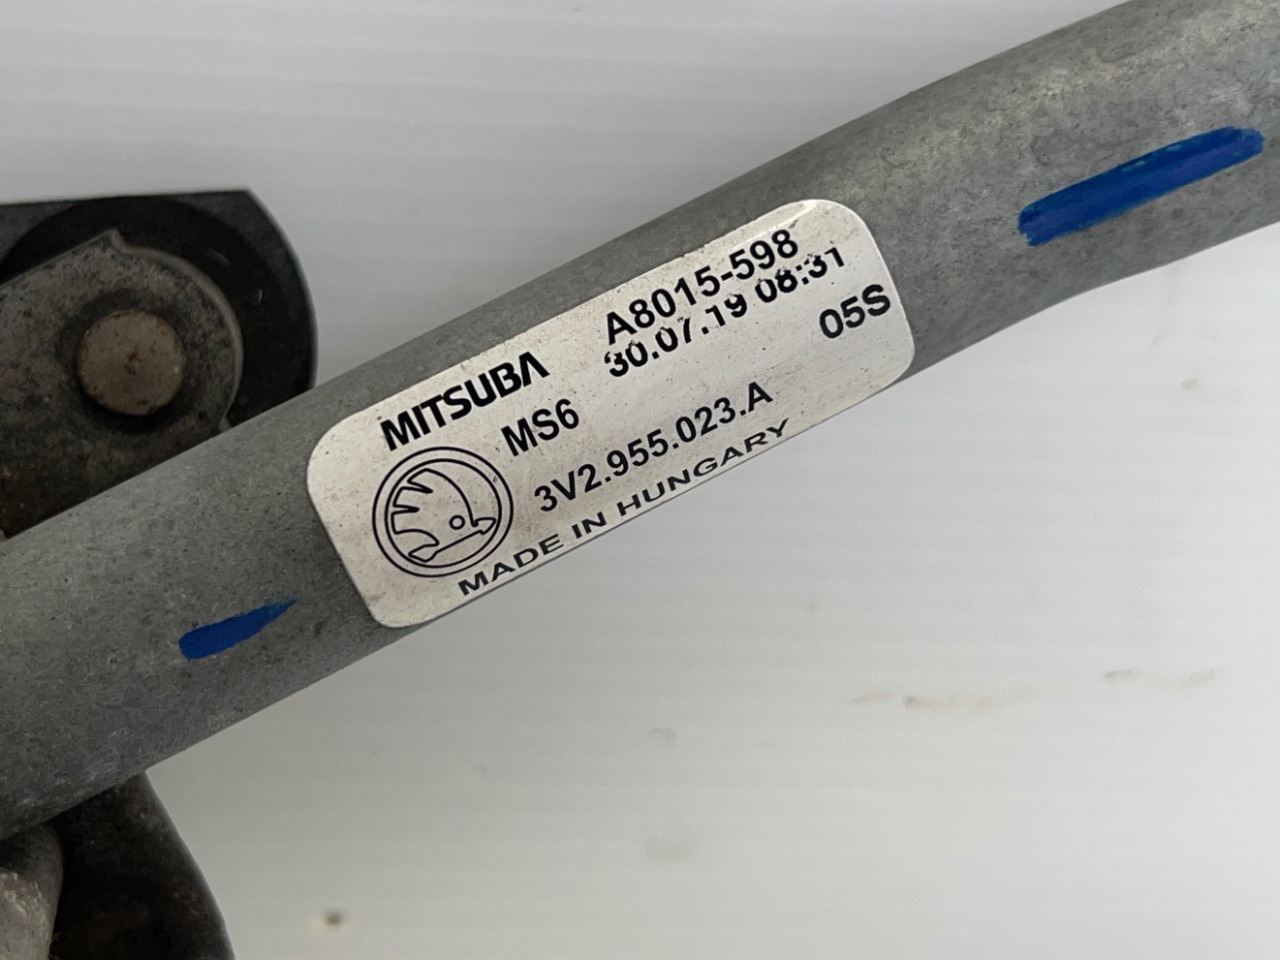 MITSUBA A8015-598
30.07.19 08:31
MS6 05S
3V2.955.023.A
MADE IN HUNGARY